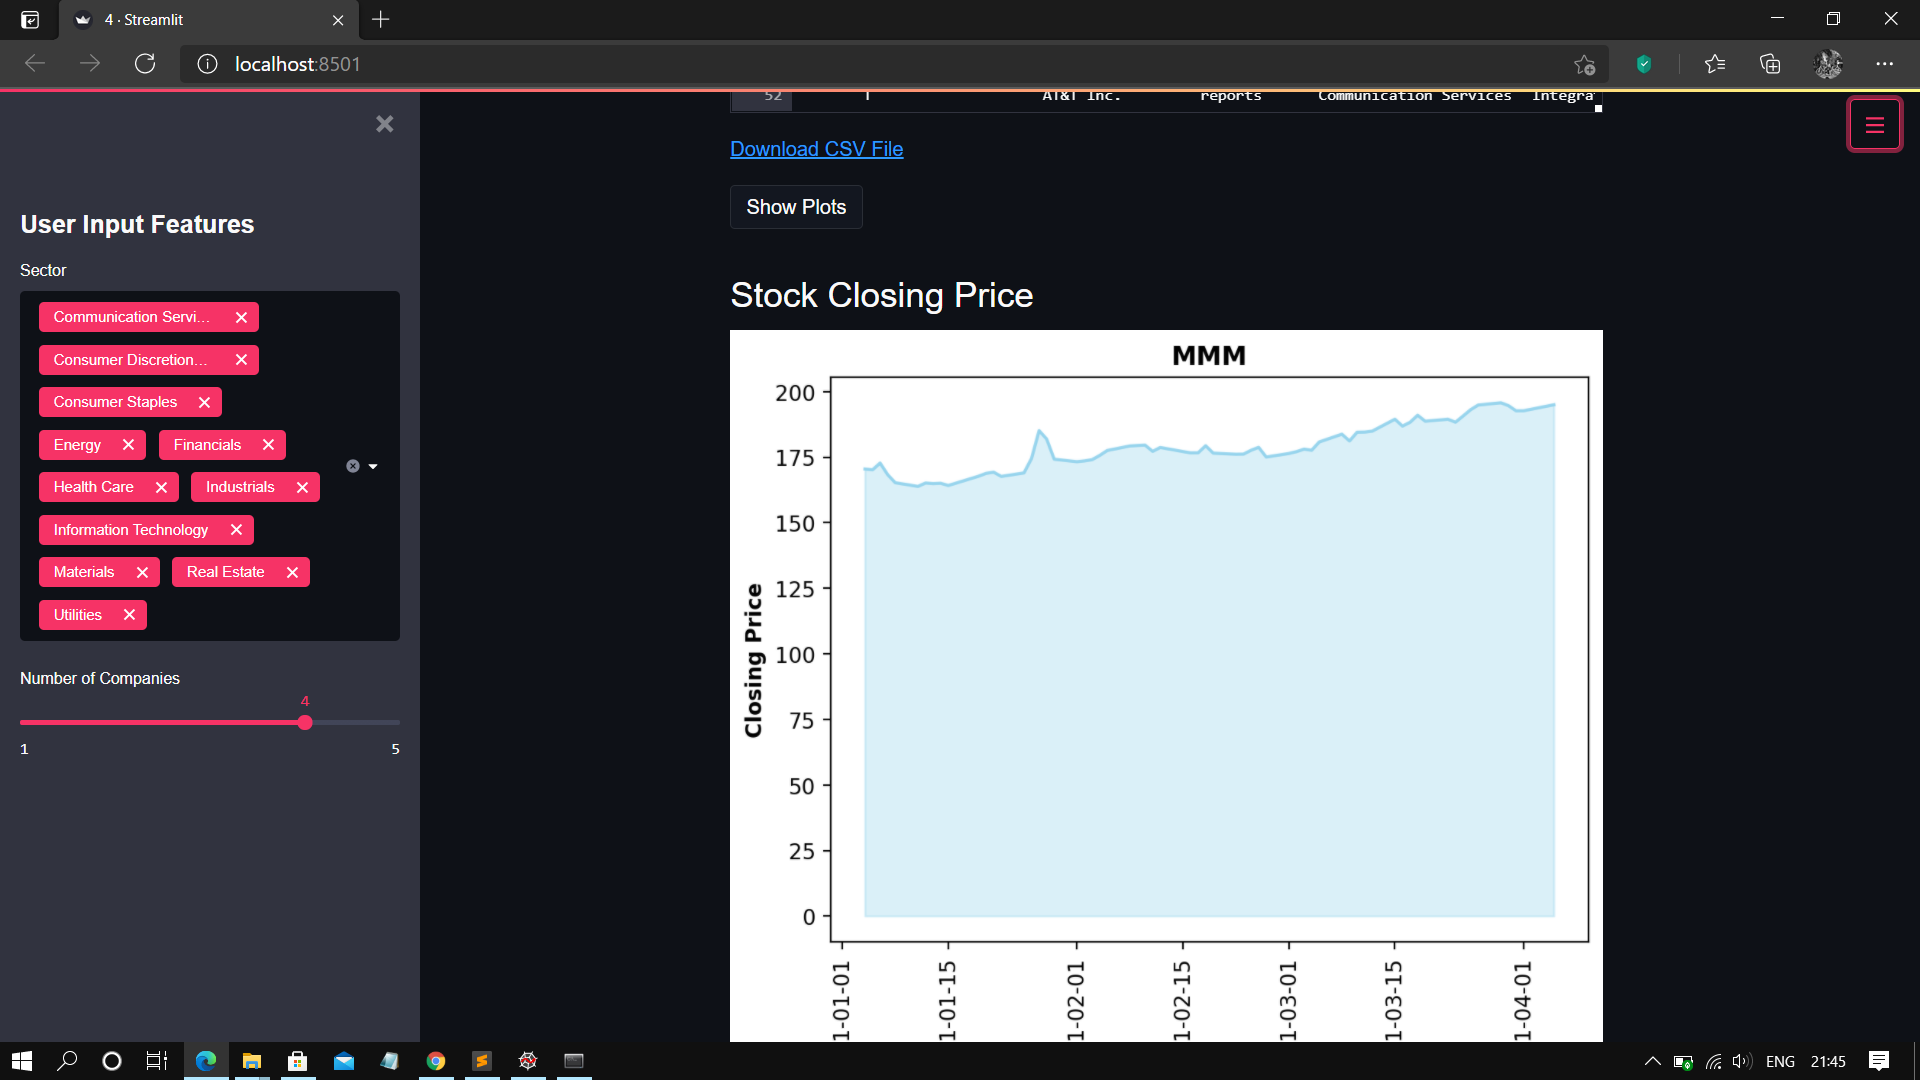 4 · Streamlit
localhost:8501
52 T AT&T Inc. reports Communication Services Integra
Download CSV File
Show Plots
User Input Features
Sector
Communication Servi...
Consumer Discretion...
Consumer Staples
Energy Financials
Health Care Industrials
Information Technology
Materials Real Estate
Utilities
Number of Companies
4
1 5
Stock Closing Price
MMM
Closing Price
200
175
150
125
100
75
50
25
0
1-01-01
1-01-15
1-02-01
1-02-15
1-03-01
1-03-15
1-04-01
ENG 21:45